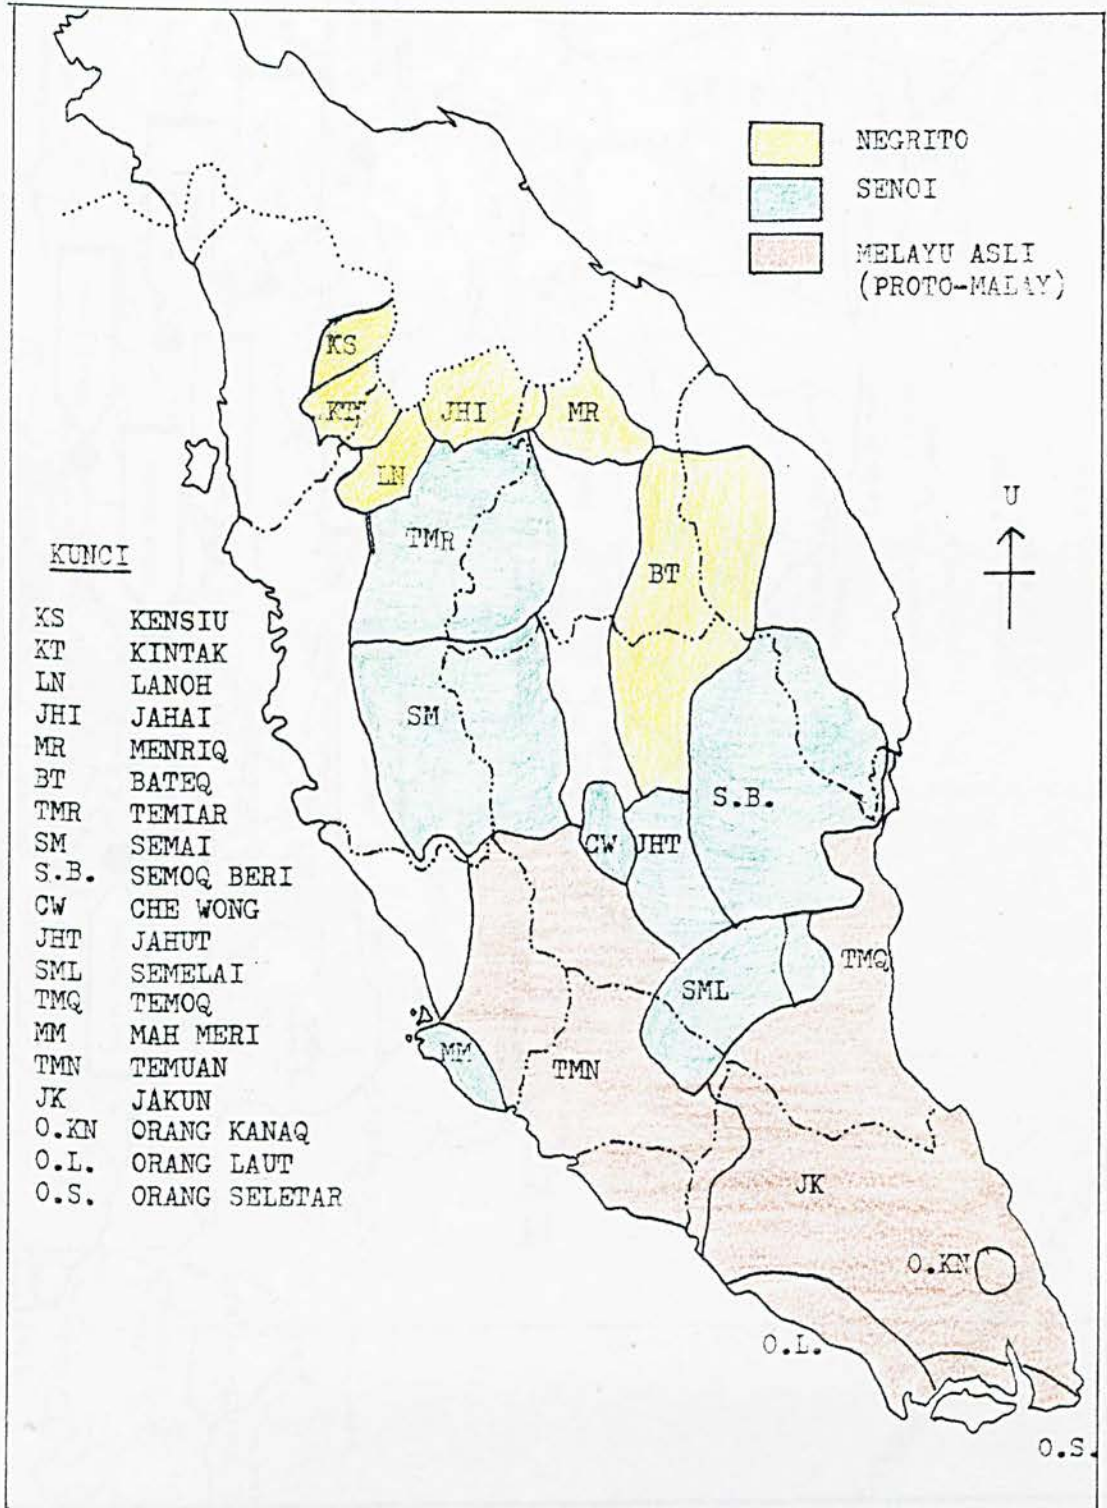 NEGRITO
SENOI
MELAYU ASLI
(PROTO-MALAY)
KS
KT
JHI
MR
LN
U
TMR
BT
KUNCI
KS KENSIU
KT KINTAK
LN LANOH
JHI JAHAI
MR MENRIQ
BT BATEQ
TMR TEMIAR
SM SEMAI
S.B. SEMOQ BERI
CW CHE WONG
JHT JAHUT
SML SEMELAI
TMQ TEMOQ
MM MAH MERI
TMN TEMUAN
JK JAKUN
O.KN ORANG KANAQ
O.L. ORANG LAUT
O.S. ORANG SELETAR
SM
S.B.
CW
JHT
TMQ
SML
MM
TMN
JK
O.KN
O.L.
O.S.